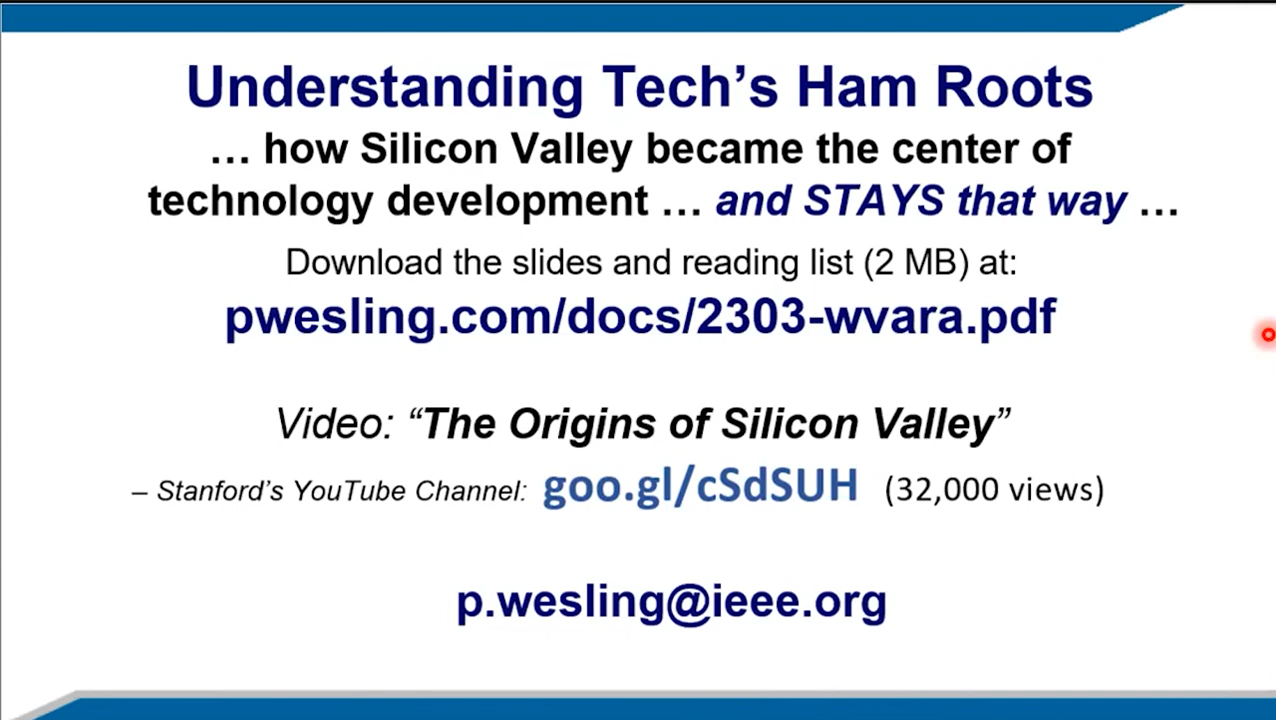 Understanding Tech’s Ham Roots
… how Silicon Valley became the center of
technology development … and STAYS that way …
Download the slides and reading list (2 MB) at:
pwesling.com/docs/2303-wvara.pdf
Video: “The Origins of Silicon Valley”
– Stanford’s YouTube Channel: goo.gl/cSdSUH (32,000 views)
p.wesling@ieee.org